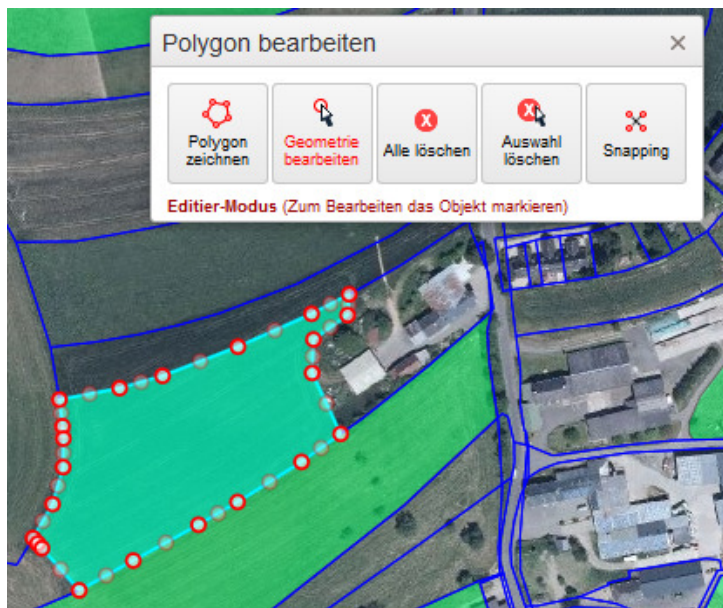 Polygon bearbeiten
Polygon
zeichnen
Geometrie
bearbeiten
Alle löschen
Auswahl
löschen
Snapping
Editier-Modus (Zum Bearbeiten das Objekt markieren)